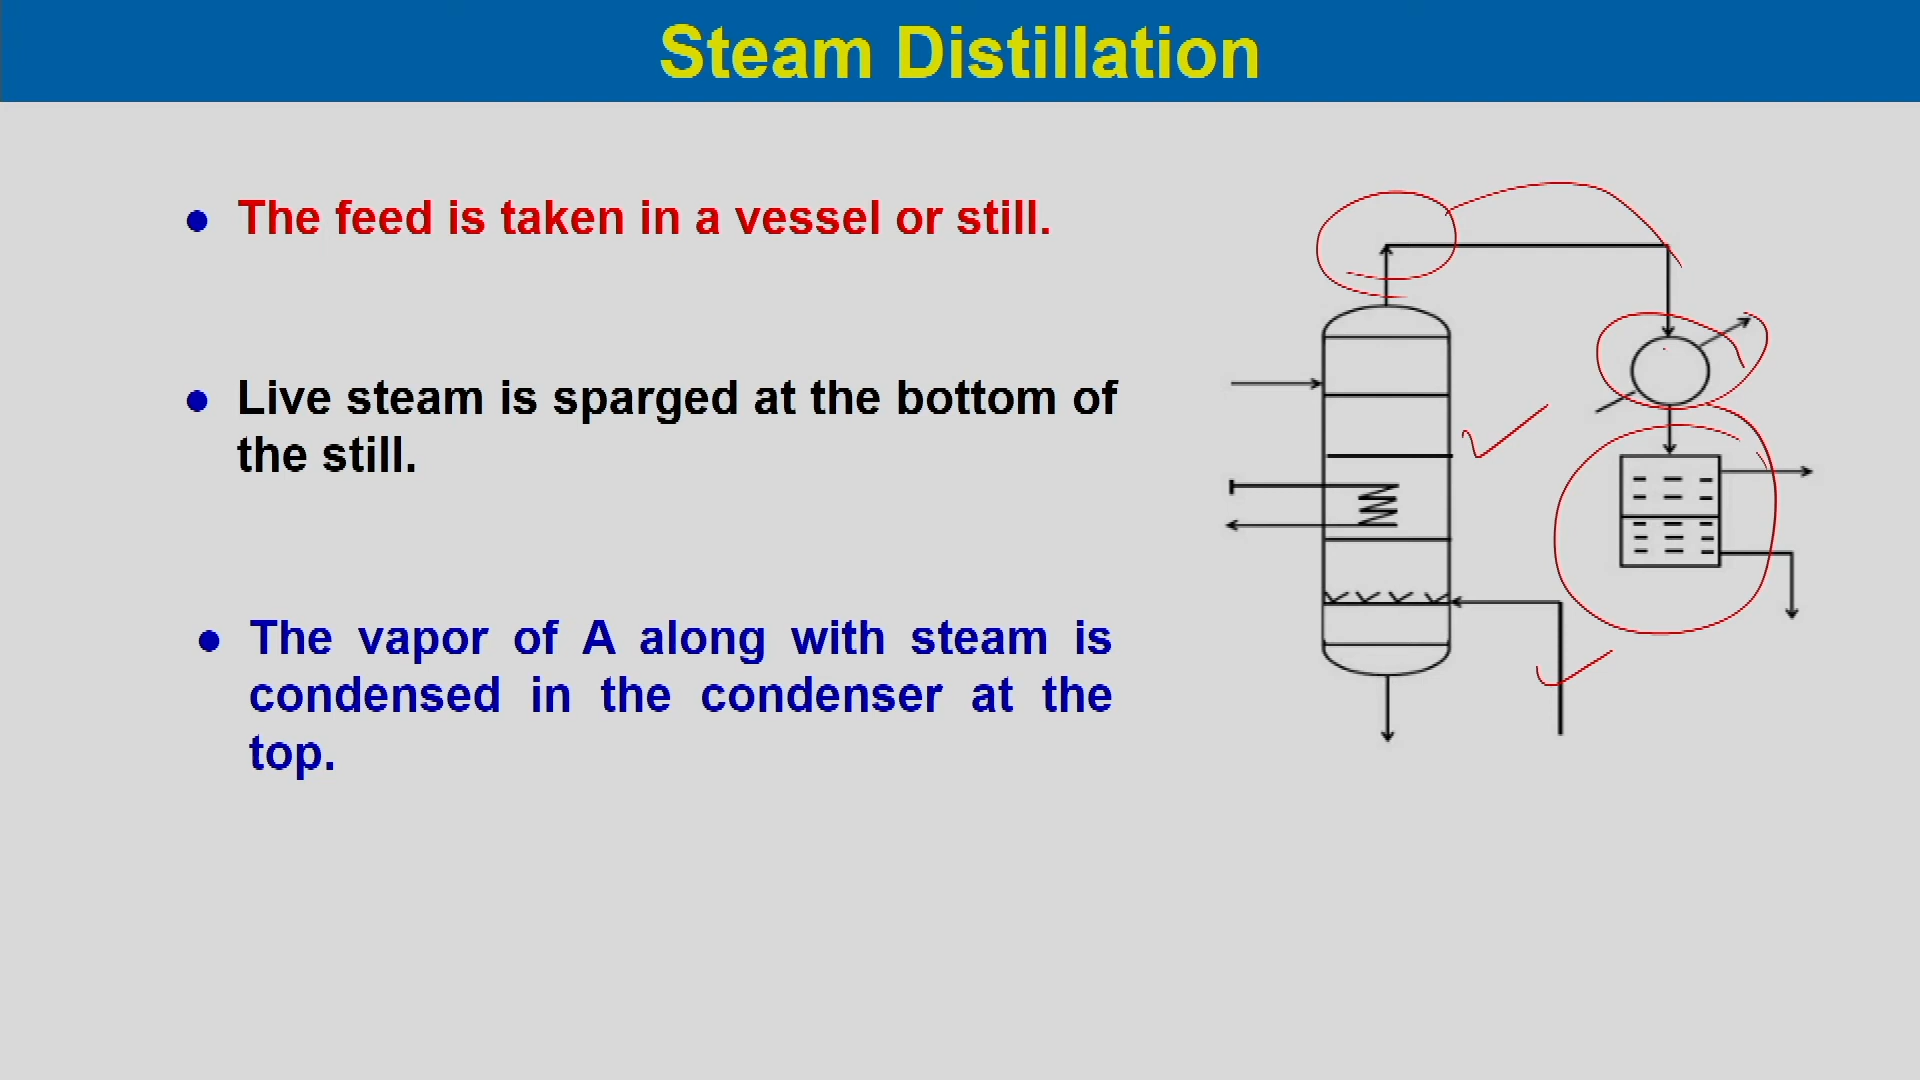 Steam Distillation
The feed is taken in a vessel or still.
Live steam is sparged at the bottom of
the still.
The vapor of A along with steam is
condensed in the condenser at the
top.